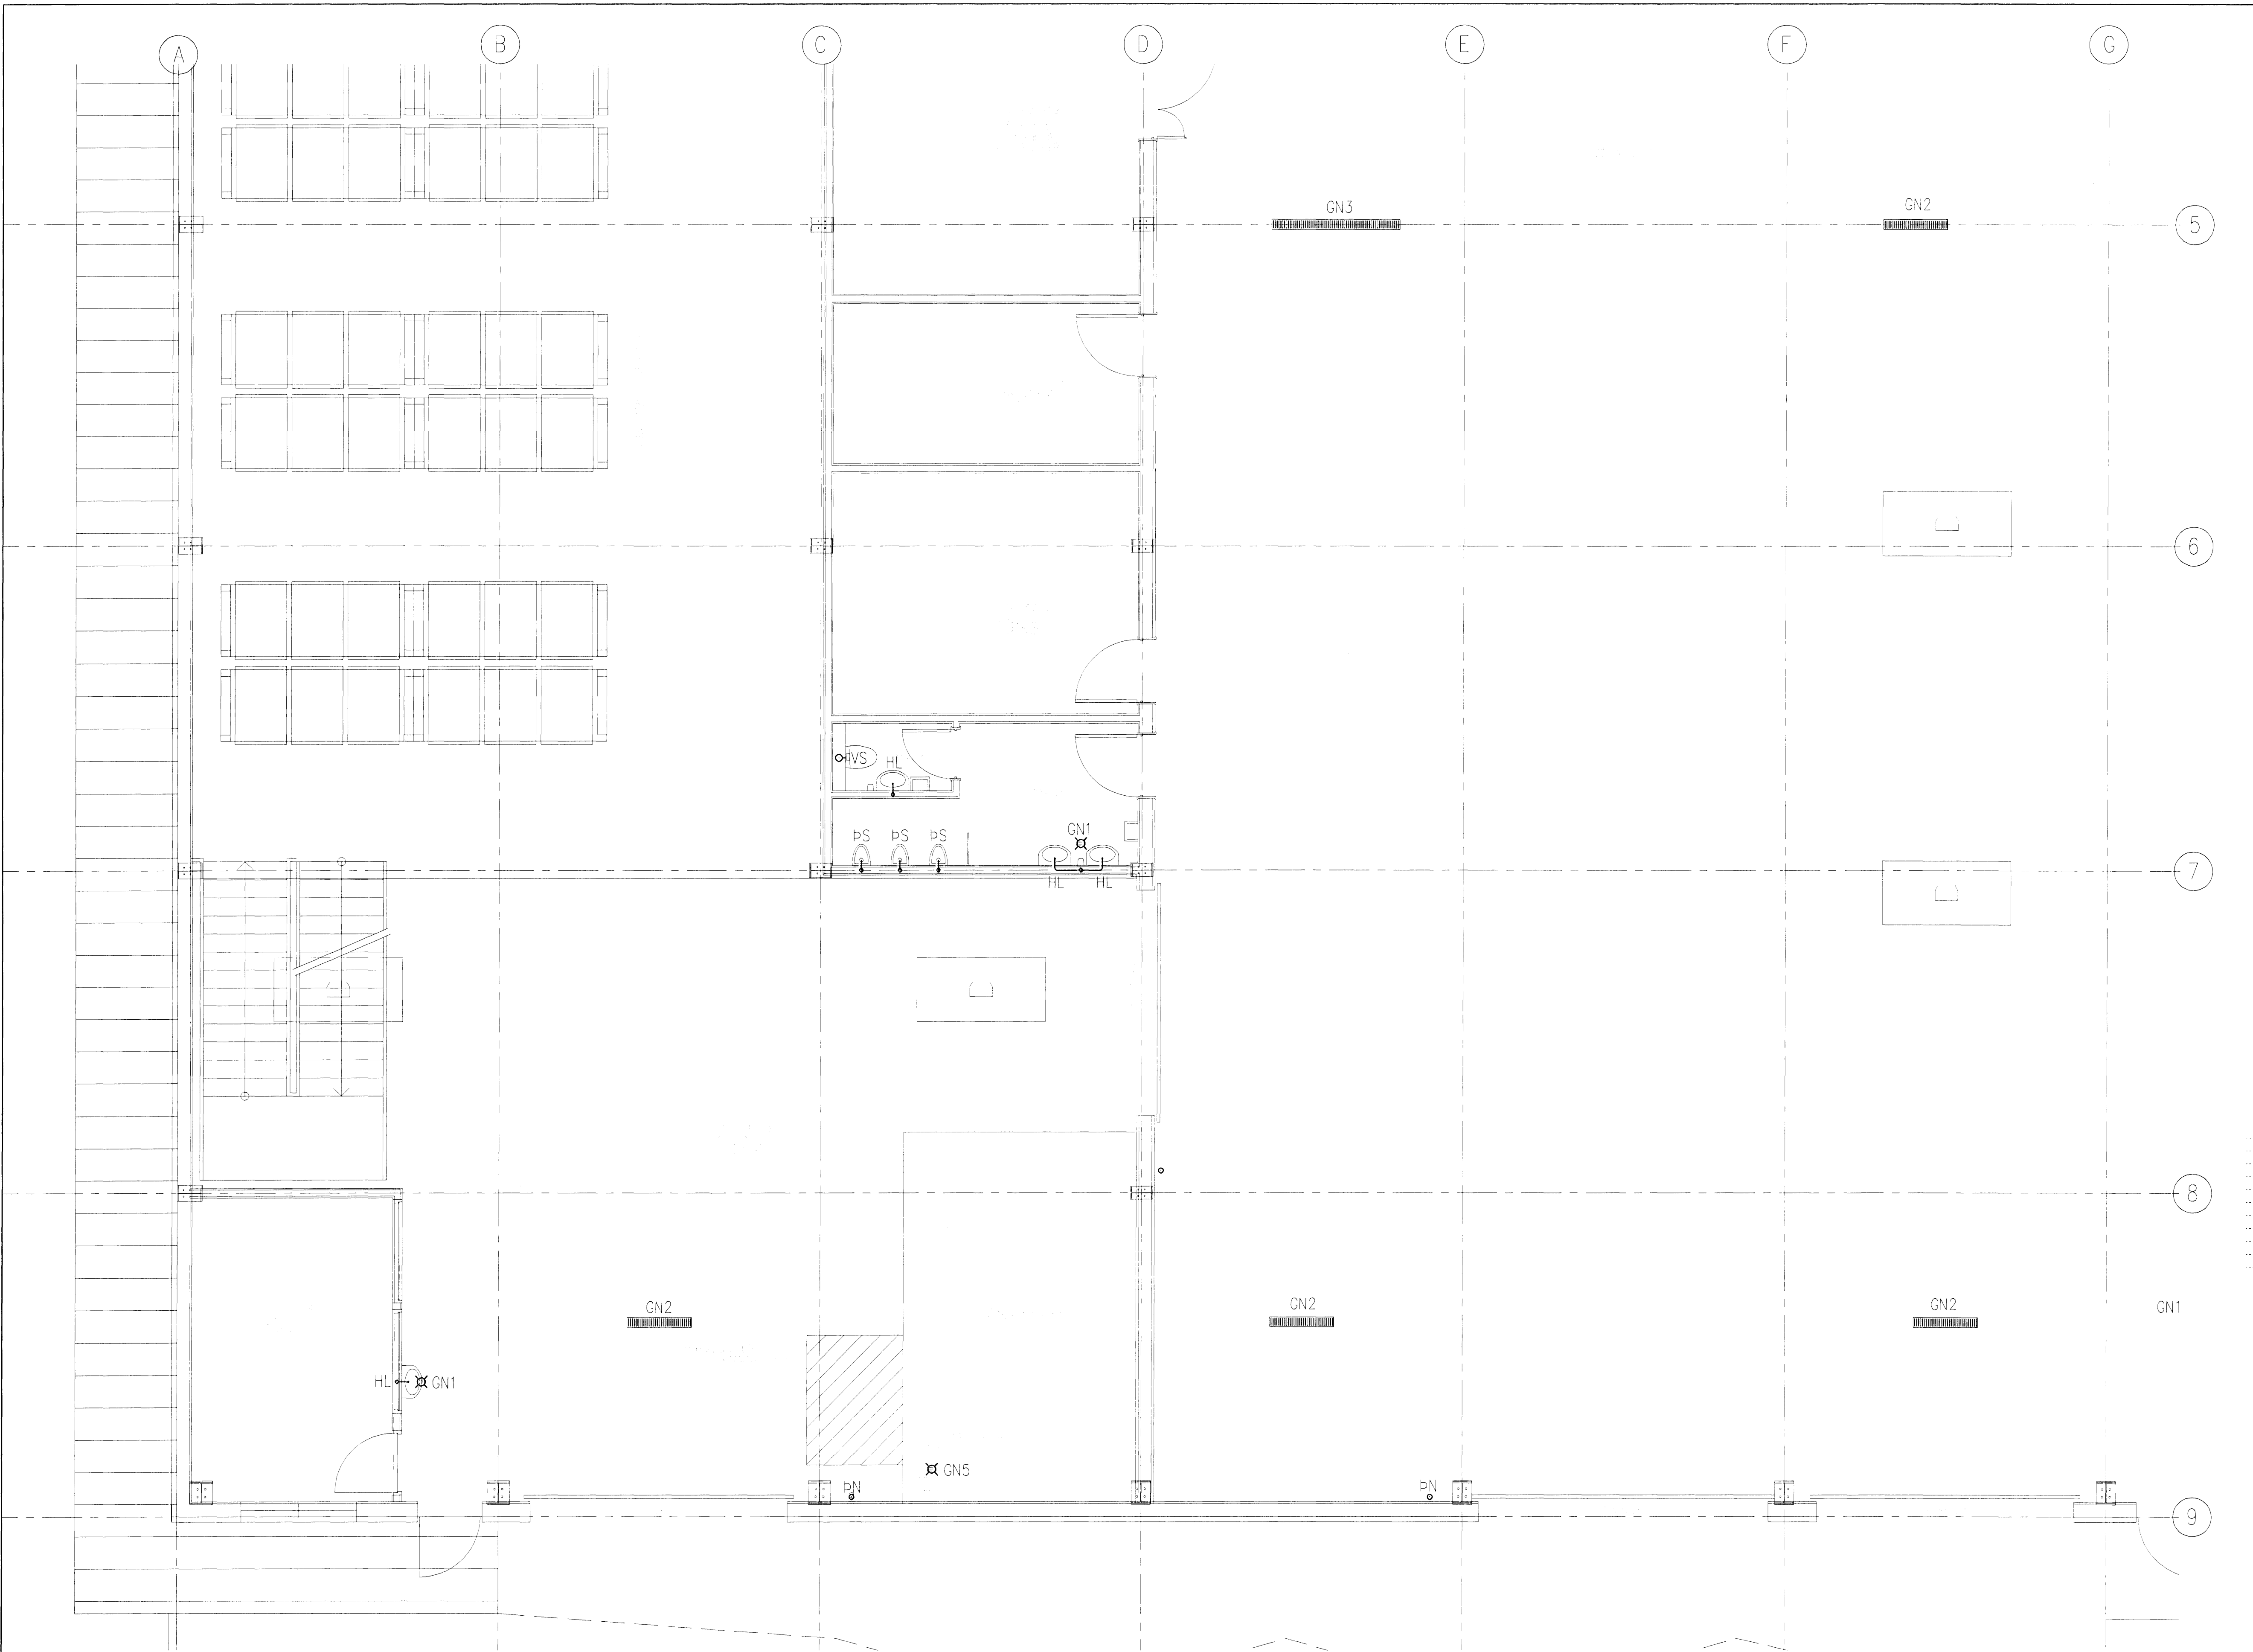 A B C D E F G
GN3 GN2 5
6
VS HL
ÞS ÞS ÞS GN1
7
HL HL
8
GN2 GN2 GN2 GN1
HL GN1
GN5
ÞN ÞN
9